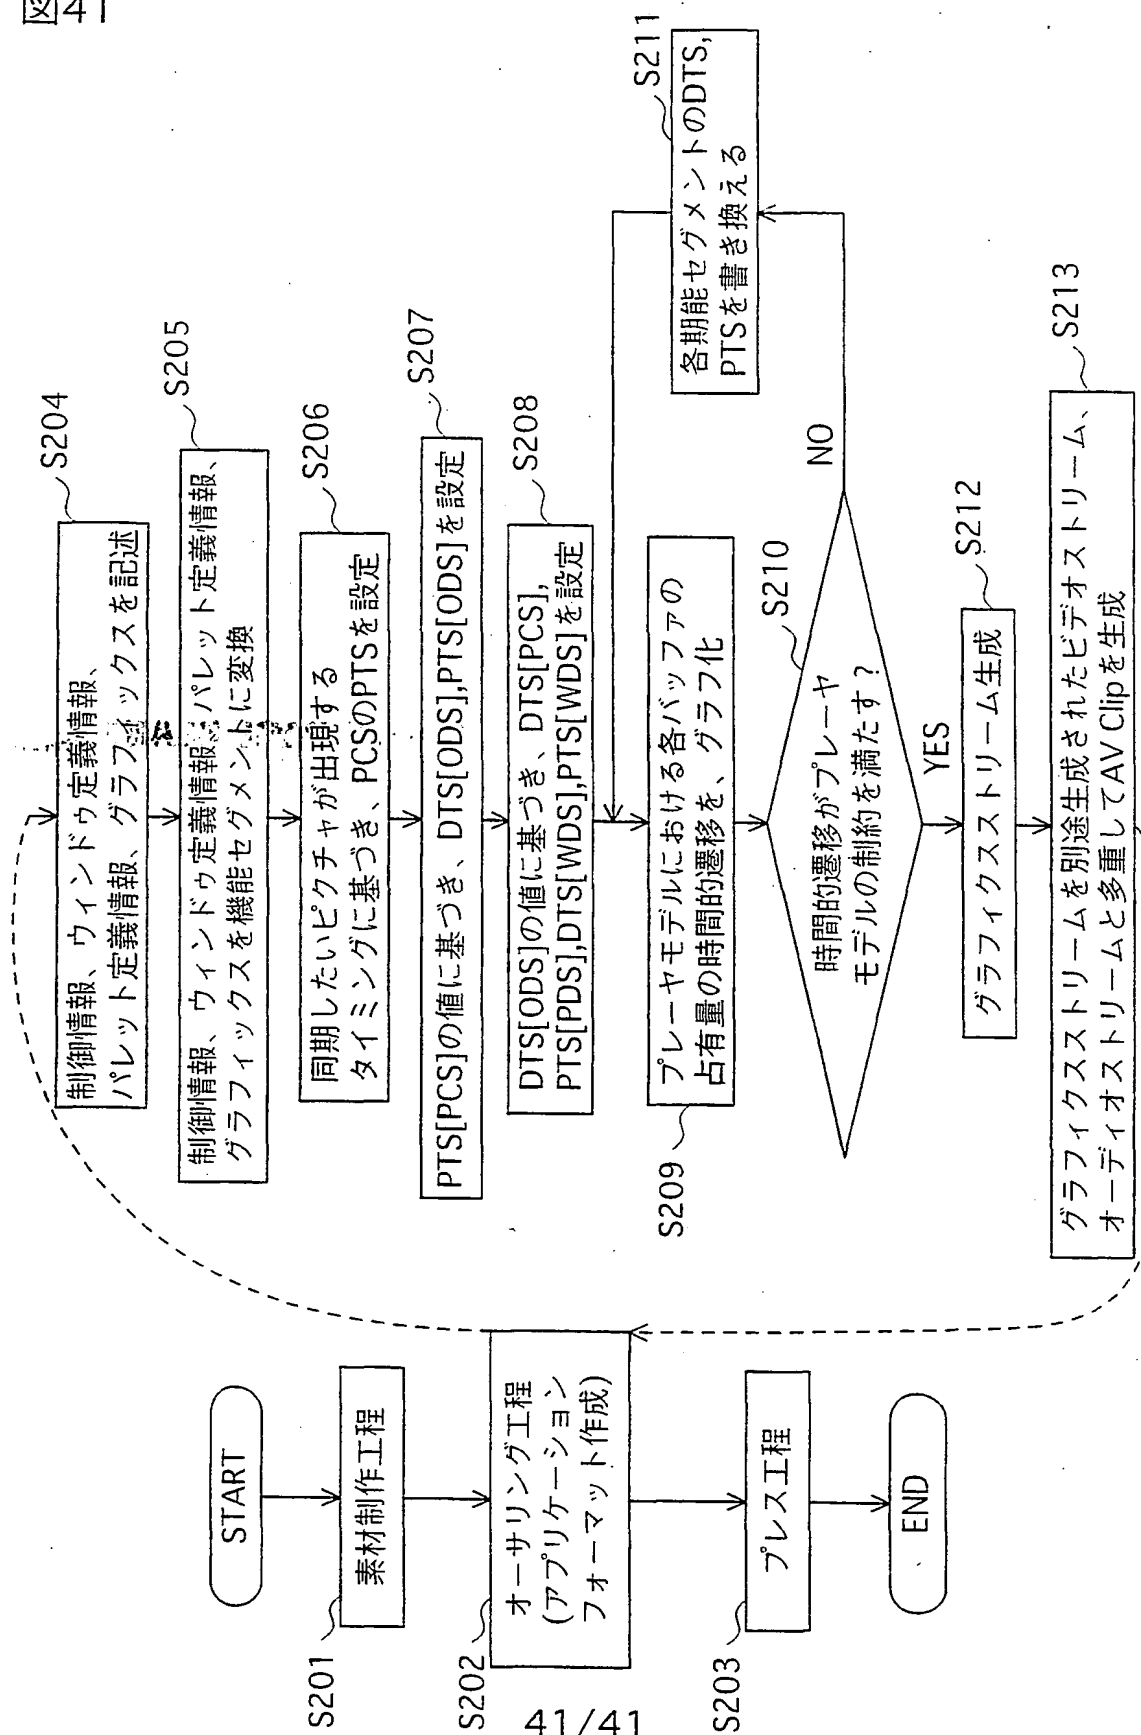 図41
START
S201
素材制作工程
S202
オーサリング工程
(アプリケーション
フォーマット作成)
S203
プレス工程
END
S204
制御情報、ウィンドゥ定義情報、
パレット定義情報、グラフィックスを記述
S205
制御情報、ウィンドゥ定義情報、パレット定義情報、
グラフィックスを機能セグメントに変換
S206
同期したいピクチャが出現する
タイミングに基づき、PCSのPTSを設定
S207
PTS[PCS]の値に基づき、DTS[ODS],PTS[ODS]を設定
S208
DTS[ODS]の値に基づき、DTS[PCS],
PTS[PDS],DTS[WDS],PTS[WDS]を設定
S209
プレーヤモデルにおける各バッファの
占有量の時間的遷移を、グラフ化
S210
時間的遷移がプレーヤ
モデルの制約を満たす?
NO
YES
S211
各期能セグメントのDTS,
PTSを書き換える
S212
グラフィクスストリーム生成
S213
グラフィクスストリームを別途生成されたビデオストリーム、
オーディオストリームと多重してAV Clipを生成
41/41